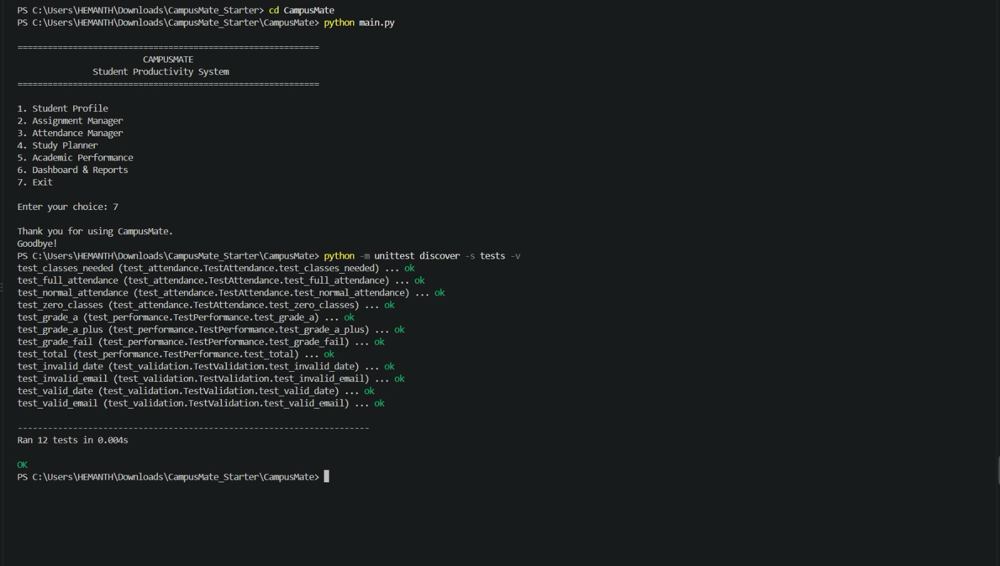 PS C:\Users\HEMANTH\Downloads\CampusMate_Starter> cd CampusMate
PS C:\Users\HEMANTH\Downloads\CampusMate_Starter\CampusMate> python main.py
============================================================
CAMPUSMATE
Student Productivity System
============================================================
1. Student Profile
2. Assignment Manager
3. Attendance Manager
4. Study Planner
5. Academic Performance
6. Dashboard & Reports
7. Exit
Enter your choice: 7
Thank you for using CampusMate.
Goodbye!
PS C:\Users\HEMANTH\Downloads\CampusMate_Starter\CampusMate> python -m unittest discover -s tests -v
test_classes_needed (test_attendance.TestAttendance.test_classes_needed) ... ok
test_full_attendance (test_attendance.TestAttendance.test_full_attendance) ... ok
test_normal_attendance (test_attendance.TestAttendance.test_normal_attendance) ... ok
test_zero_classes (test_attendance.TestAttendance.test_zero_classes) ... ok
test_grade_a (test_performance.TestPerformance.test_grade_a) ... ok
test_grade_a_plus (test_performance.TestPerformance.test_grade_a_plus) ... ok
test_grade_fail (test_performance.TestPerformance.test_grade_fail) ... ok
test_total (test_performance.TestPerformance.test_total) ... ok
test_invalid_date (test_validation.TestValidation.test_invalid_date) ... ok
test_invalid_email (test_validation.TestValidation.test_invalid_email) ... ok
test_valid_date (test_validation.TestValidation.test_valid_date) ... ok
test_valid_email (test_validation.TestValidation.test_valid_email) ... ok
----------------------------------------------------------------------
Ran 12 tests in 0.004s
OK
PS C:\Users\HEMANTH\Downloads\CampusMate_Starter\CampusMate>